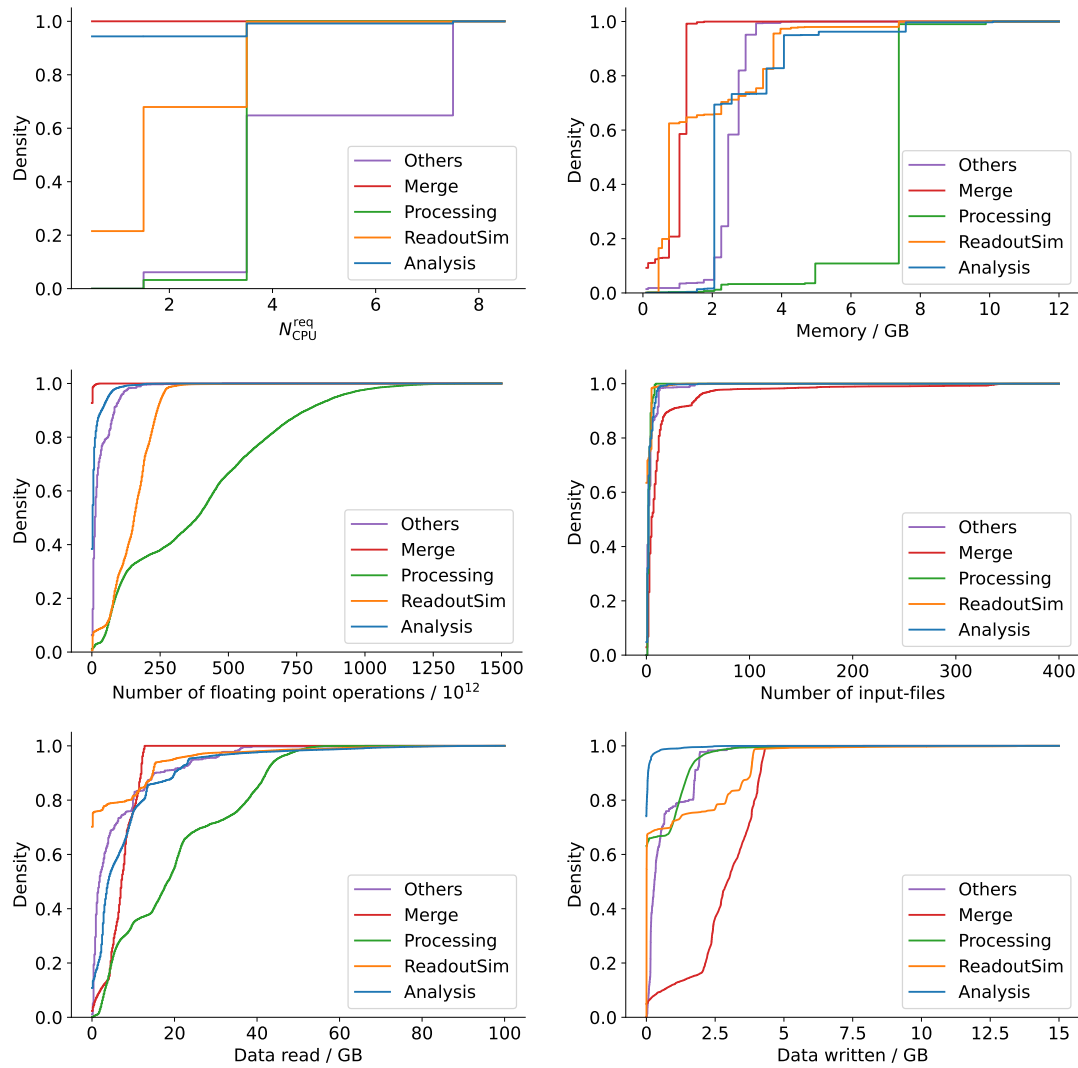 Density
1.0
0.8
0.6
0.4
0.2
0.0
Others
Merge
Processing
ReadoutSim
Analysis
2 4 6 8
N_CPU^req
Density
1.0
0.8
0.6
0.4
0.2
0.0
Others
Merge
Processing
ReadoutSim
Analysis
0 2 4 6 8 10 12
Memory / GB
Density
1.0
0.8
0.6
0.4
0.2
0.0
Others
Merge
Processing
ReadoutSim
Analysis
0 250 500 750 1000 1250 1500
Number of floating point operations / 10^12
Density
1.0
0.8
0.6
0.4
0.2
0.0
Others
Merge
Processing
ReadoutSim
Analysis
0 100 200 300 400
Number of input-files
Density
1.0
0.8
0.6
0.4
0.2
0.0
Others
Merge
Processing
ReadoutSim
Analysis
0 20 40 60 80 100
Data read / GB
Density
1.0
0.8
0.6
0.4
0.2
0.0
Others
Merge
Processing
ReadoutSim
Analysis
0 2.5 5 7.5 10 12.5 15
Data written / GB